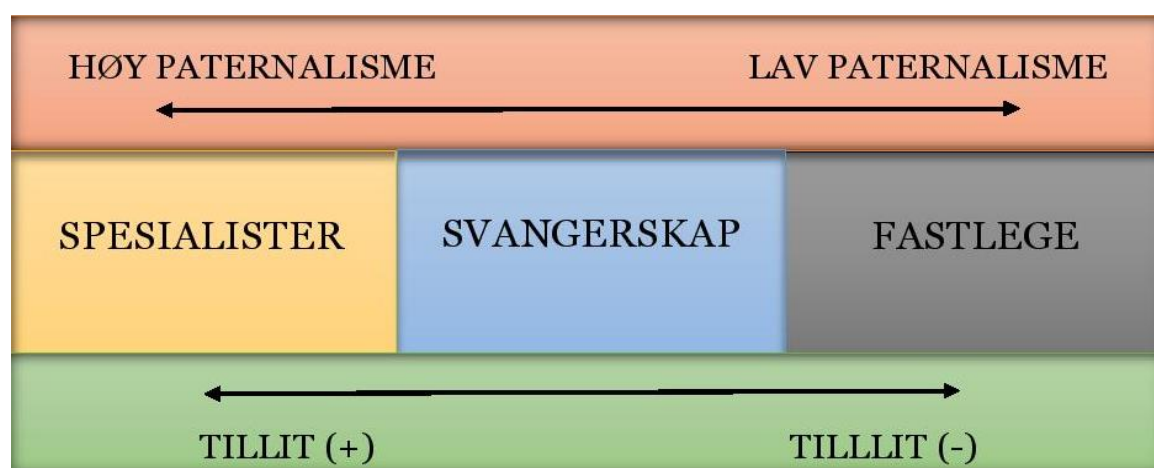 HØY PATERNALISME LAV PATERNALISME
SPESIALISTER SVANGERSKAP FASTLEGE
TILLIT (+) TILLLIT (-)